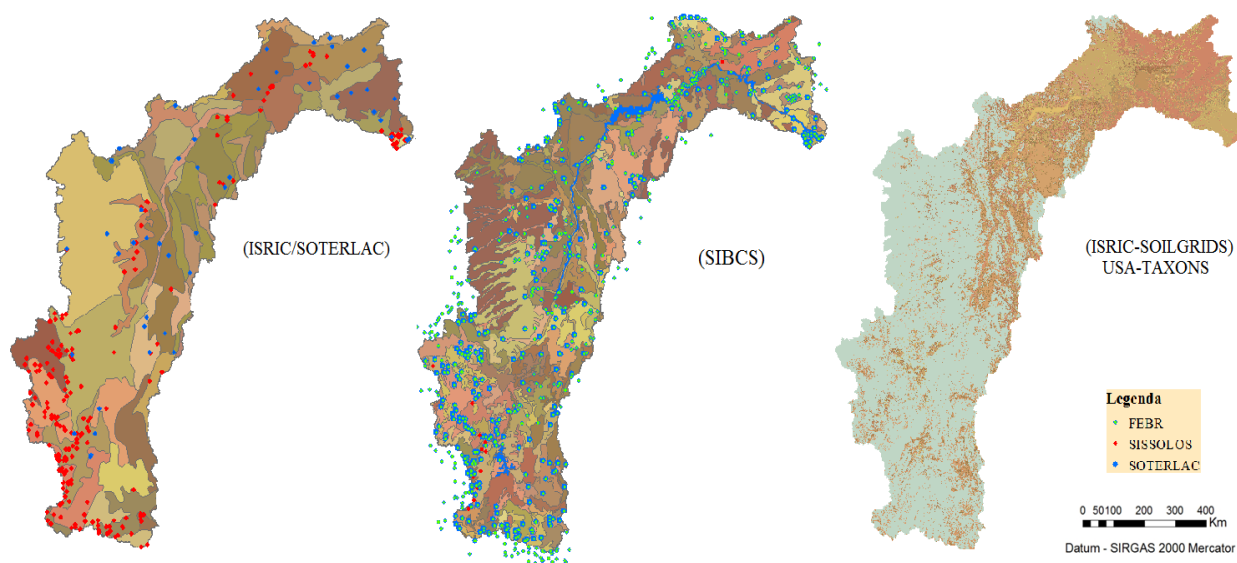 (ISRIC/SOTERLAC)
(SIBCS)
(ISRIC-SOILGRIDS)
USA-TAXONS
Legenda
FEBR
SISSOLOS
SOTERLAC
0 50100 200 300 400
Km
Datum - SIRGAS 2000 Mercator